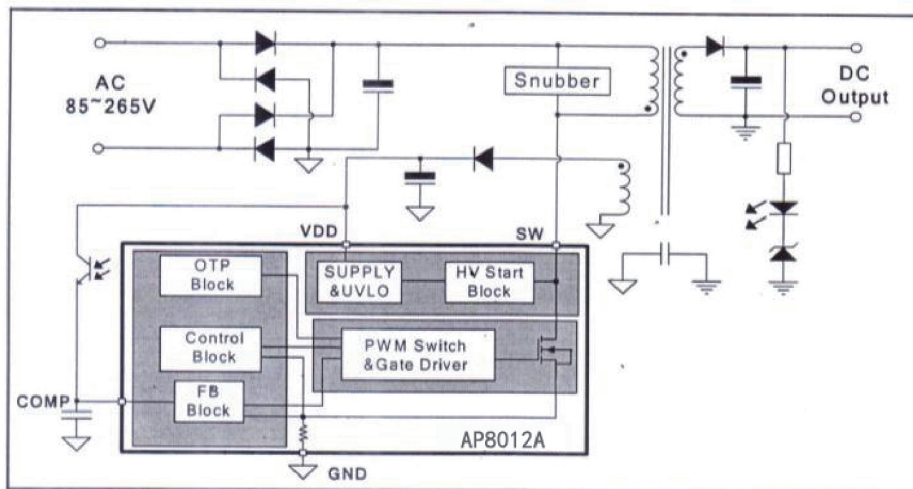 AC
85~265V
Snubber
DC
Output
VDD
SW
OTP
Block
SUPPLY
&UVLO
HV Start
Block
Control
Block
PWM Switch
&Gate Driver
FB
Block
COMP
AP8012A
GND